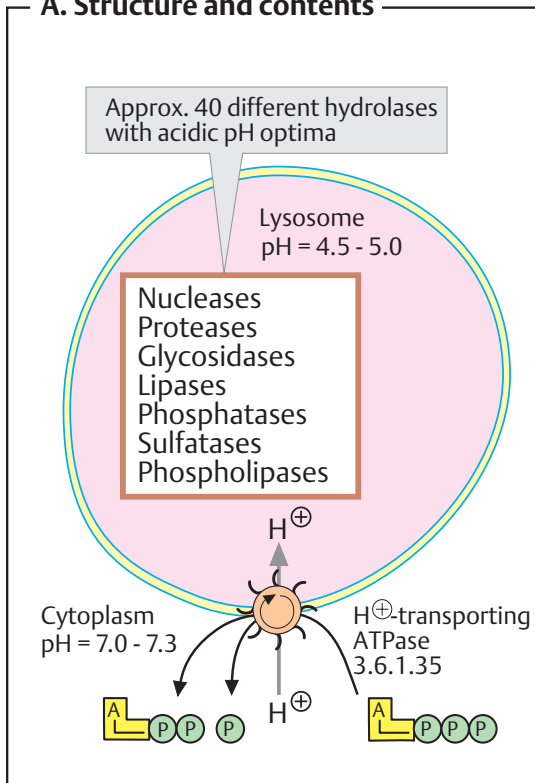 A. Structure and contents
Approx. 40 different hydrolases
with acidic pH optima
Lysosome
pH = 4.5 - 5.0
Nucleases
Proteases
Glycosidases
Lipases
Phosphatases
Sulfatases
Phospholipases
H⊕
Cytoplasm
pH = 7.0 - 7.3
H⊕-transporting
ATPase
3.6.1.35
A P P P H⊕ A P P P